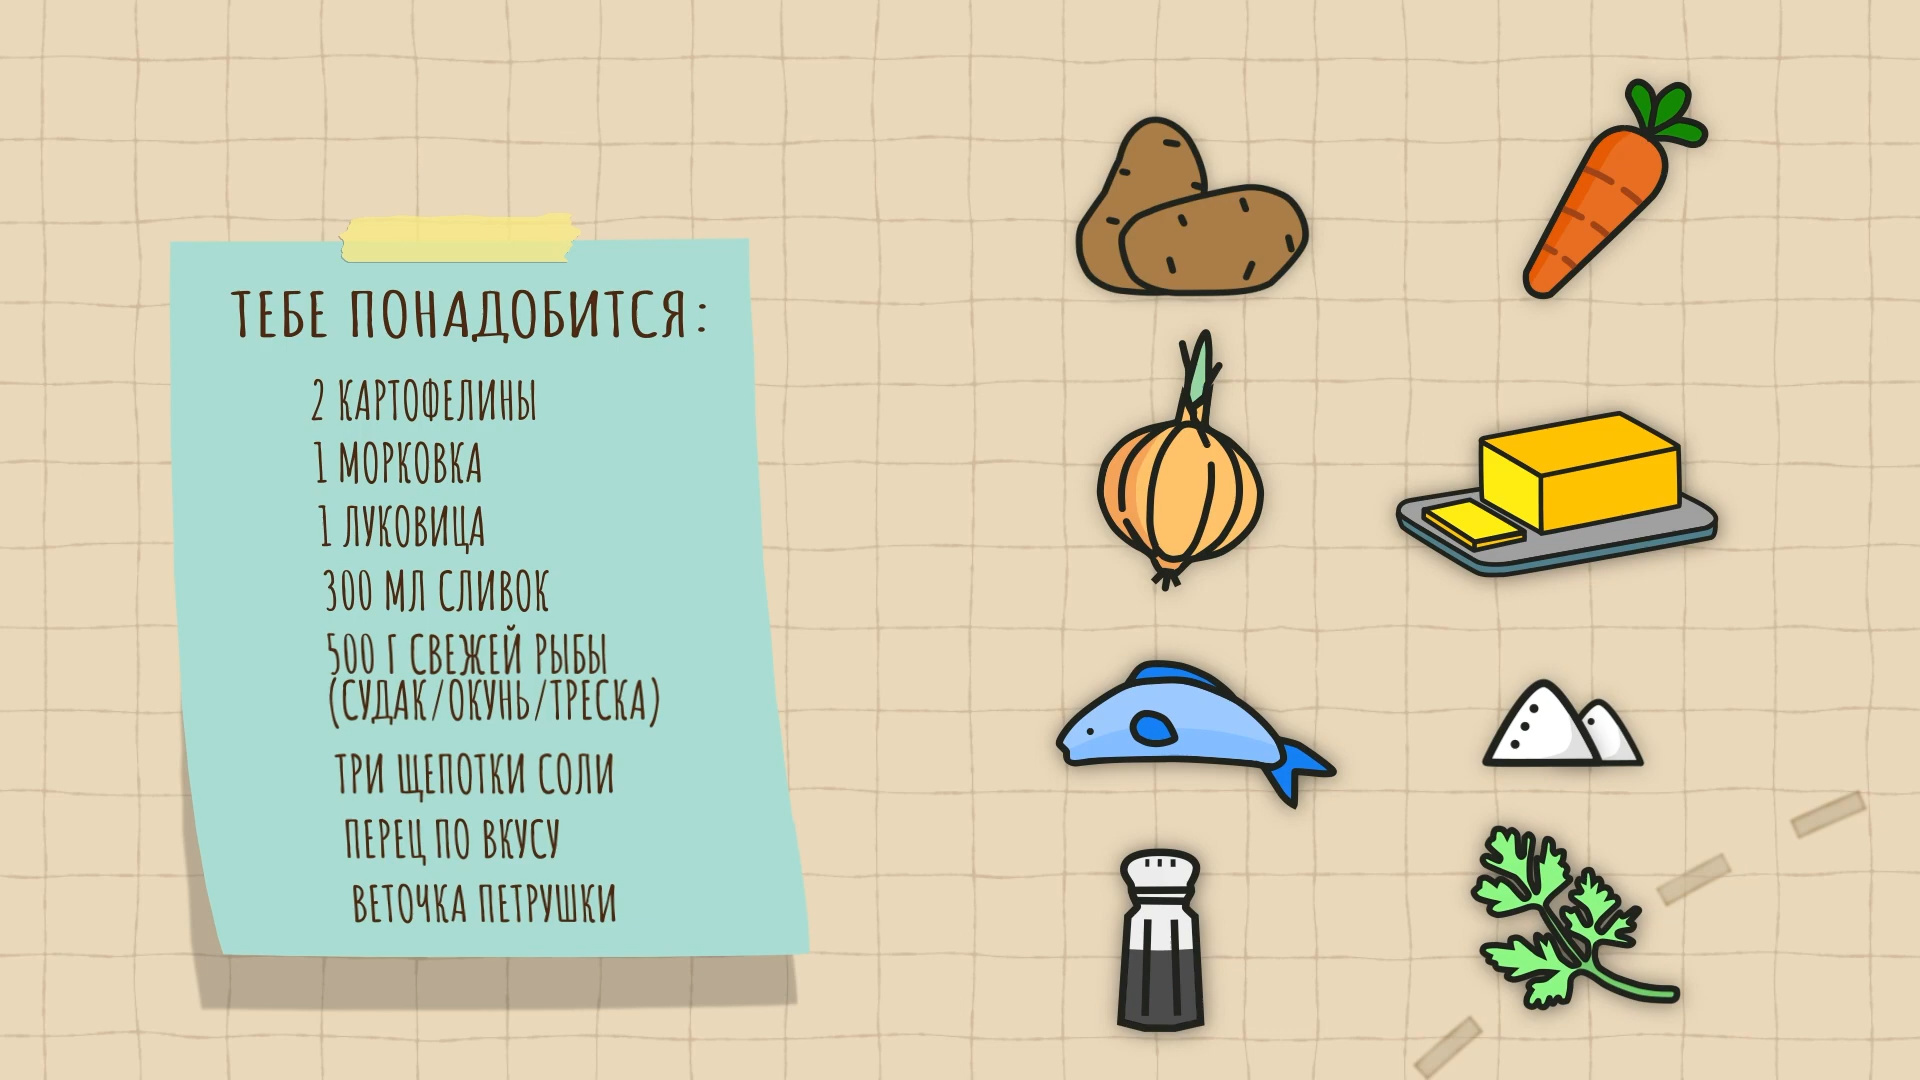 ТЕБЕ ПОНАДОБИТСЯ:
2 КАРТОФЕЛИНЫ
1 МОРКОВКА
1 ЛУКОВИЦА
300 МЛ СЛИВОК
500 Г СВЕЖЕЙ РЫБЫ
(СУДАК/ОКУНЬ/ТРЕСКА)
ТРИ ЩЕПОТКИ СОЛИ
ПЕРЕЦ ПО ВКУСУ
ВЕТОЧКА ПЕТРУШКИ